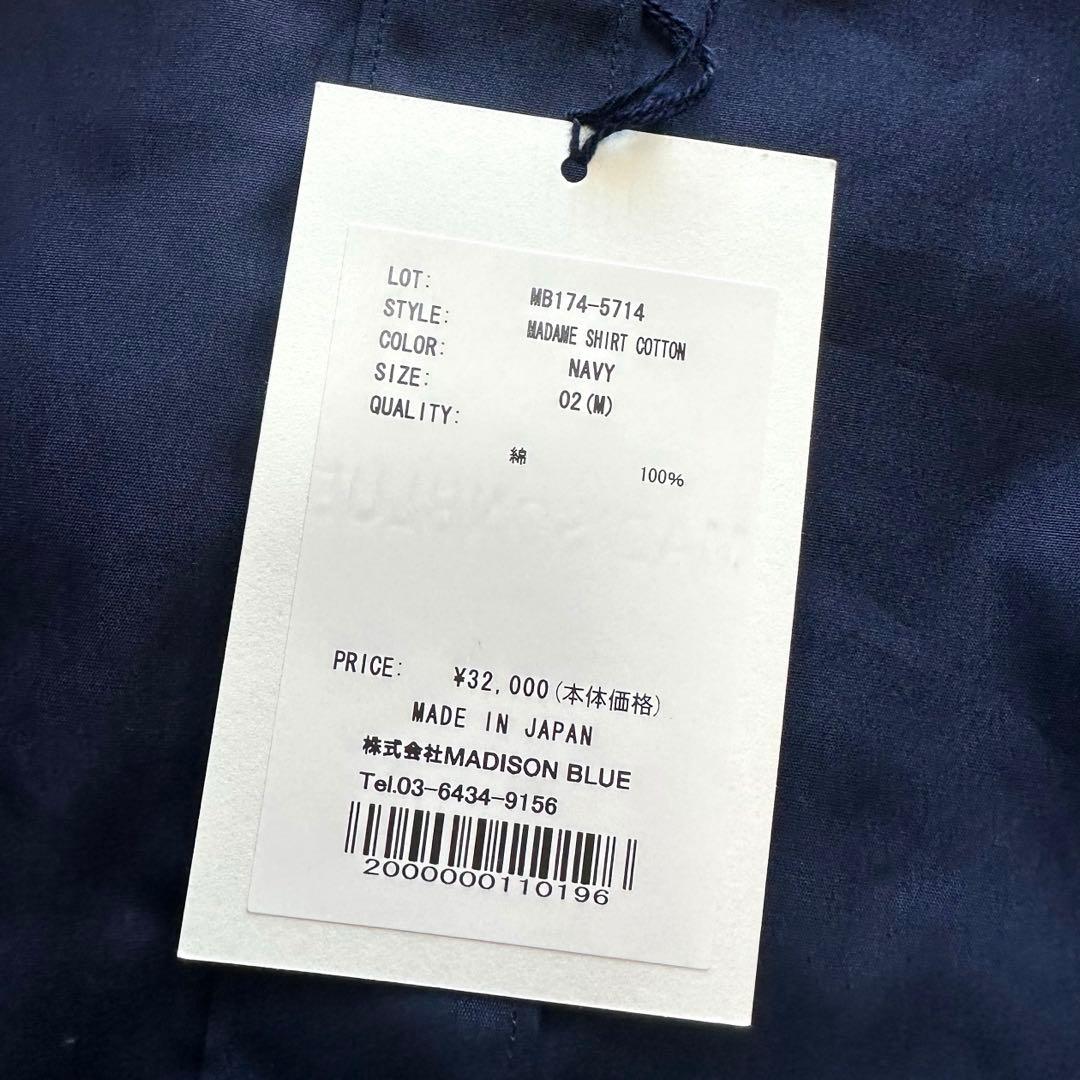 LOT: MB174-5714
STYLE: MADAME SHIRT COTTON
COLOR: NAVY
SIZE: 02(M)
QUALITY:
綿 100%
PRICE: ¥32,000(本体価格)
MADE IN JAPAN
株式会社MADISON BLUE
Tel.03-6434-9156
2000000110196